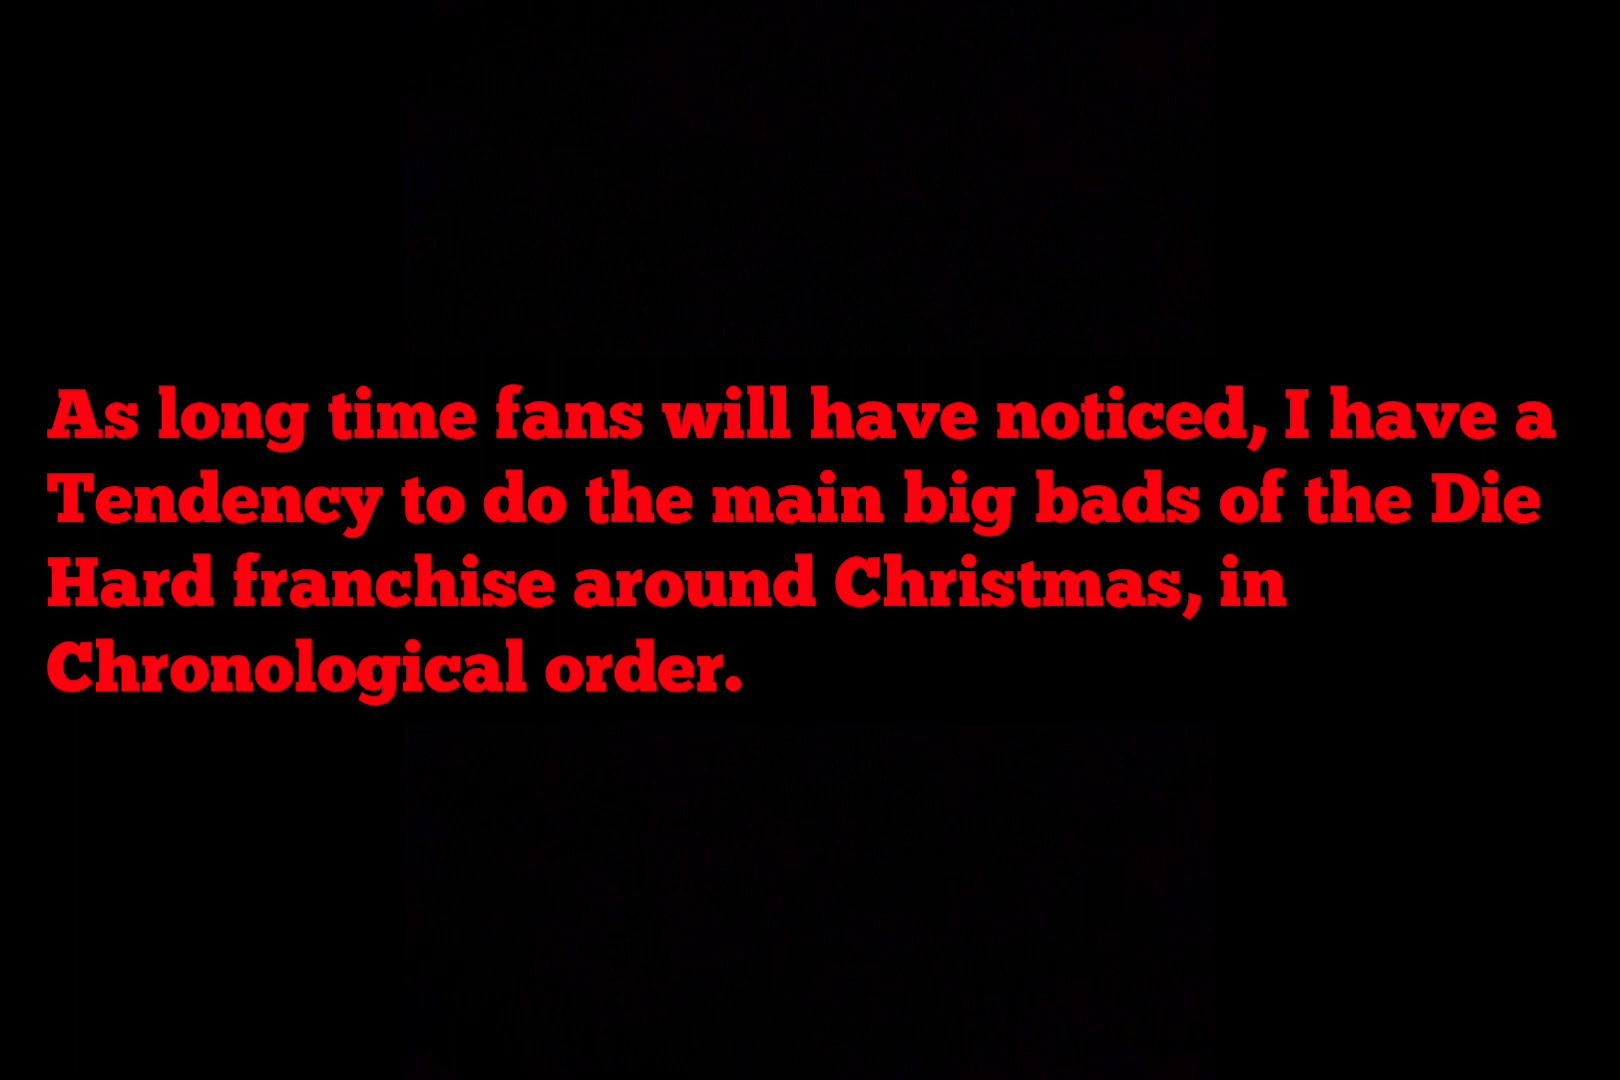 As long time fans will have noticed, I have a
Tendency to do the main big bads of the Die
Hard franchise around Christmas, in
Chronological order.